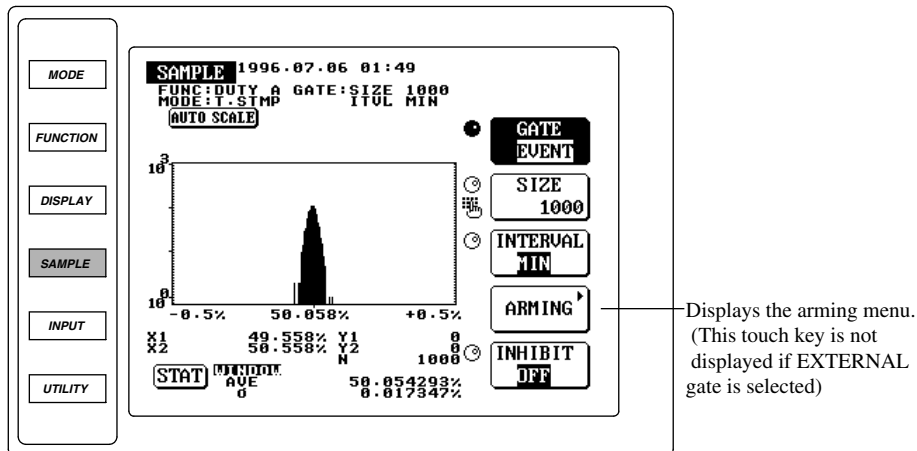 MODE
FUNCTION
DISPLAY
SAMPLE
INPUT
UTILITY
SAMPLE 1996.07.06 01:49
FUNC:DUTY A GATE:SIZE 1000
MODE:T.STMP ITVL MIN
AUTO SCALE
10 3
10 0
-0.5% 50.058% +0.5%
X1 49.558% Y1 0
X2 50.558% Y2 0
N 1000
STAT WINDOW
AVE 50.054293%
σ 0.017347%
GATE
EVENT
SIZE
1000
INTERVAL
MIN
ARMING
INHIBIT
OFF
Displays the arming menu.
(This touch key is not
displayed if EXTERNAL
gate is selected)